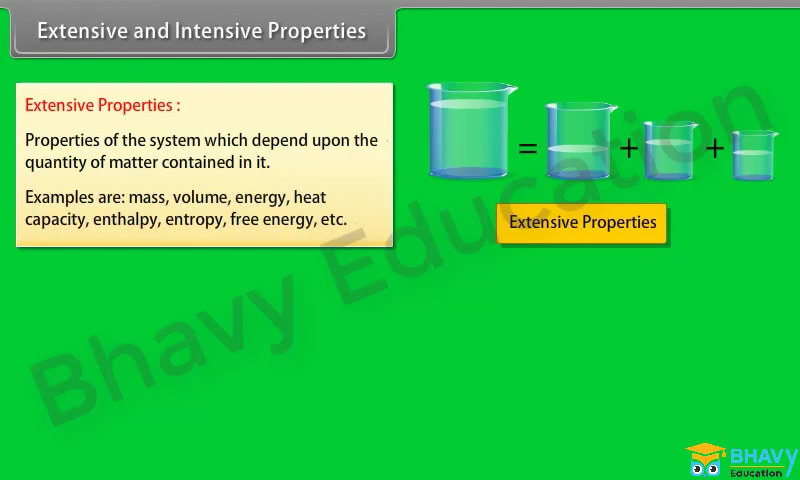 Extensive and Intensive Properties
Extensive Properties :
Properties of the system which depend upon the
quantity of matter contained in it.
Examples are: mass, volume, energy, heat
capacity, enthalpy, entropy, free energy, etc.
= + +
Extensive Properties
Bhavy Education
BHAVY
Education